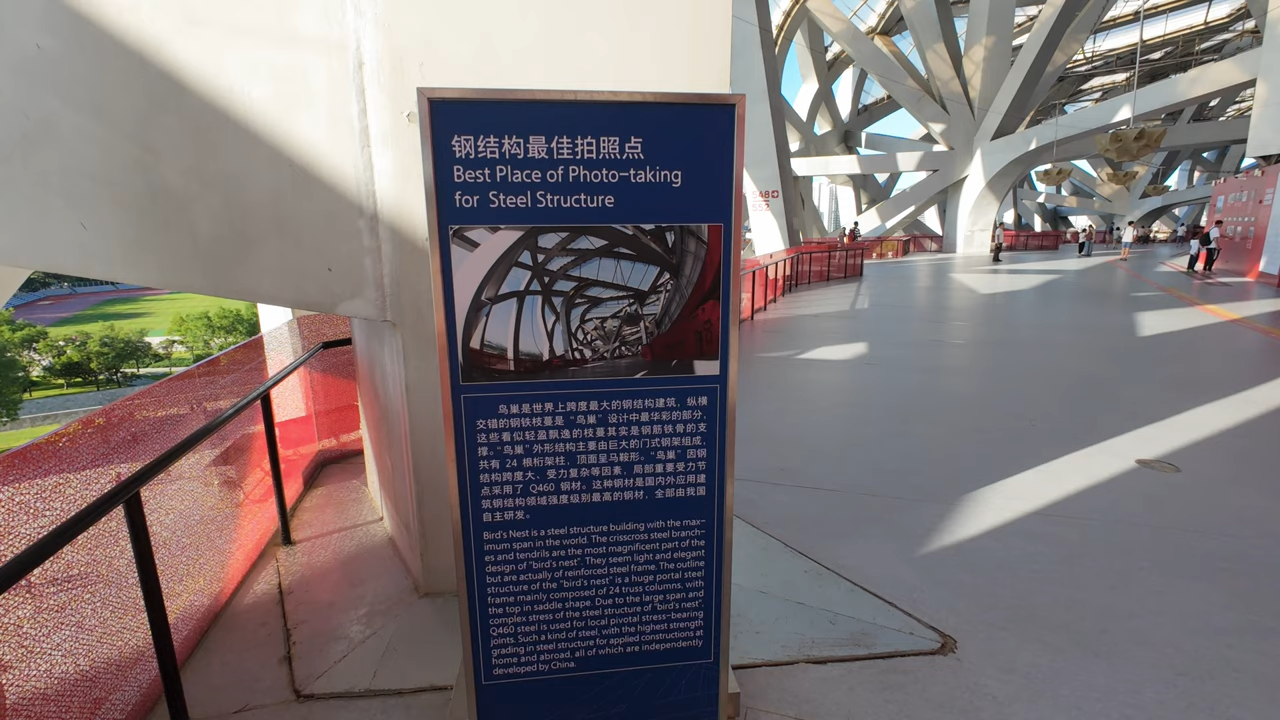 钢结构最佳拍照点
Best Place of Photo-taking
for Steel Structure
鸟巢是世界上跨度最大的钢结构建筑，纵横
交错的钢铁枝蔓是“鸟巢”设计中最华彩的部分，
这些看似轻盈飘逸的枝蔓其实是钢筋铁骨的支
撑。“鸟巢”外形结构主要由巨大的门式钢架组成，
共有 24 根桁架柱，顶面呈马鞍形。“鸟巢”因钢
结构跨度大、受力复杂等因素，局部重要受力节
点采用了 Q460 钢材。这种钢材是国内外应用建
筑钢结构领域强度级别最高的钢材，全部由我国
自主研发。
Bird's Nest is a steel structure building with the max-
imum span in the world. The crisscross steel branch-
es and tendrils are the most magnificent part of the
design of "bird's nest". They seem light and elegant
but are actually of reinforced steel frame. The outline
structure of the "bird's nest" is a huge portal steel
frame mainly composed of 24 truss columns, with
the top in saddle shape. Due to the large span and
complex stress of the steel structure of "bird's nest",
Q460 steel is used for local pivotal stress-bearing
joints. Such a kind of steel, with the highest strength
grading in steel structure for applied constructions at
home and abroad, all of which are independently
developed by China.
548
552